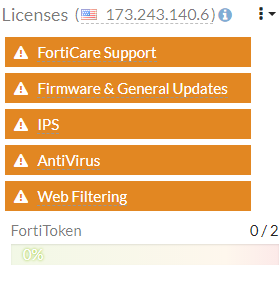 Licenses ( 173.243.140.6)
FortiCare Support
Firmware & General Updates
IPS
AntiVirus
Web Filtering
FortiToken 0 / 2
0%